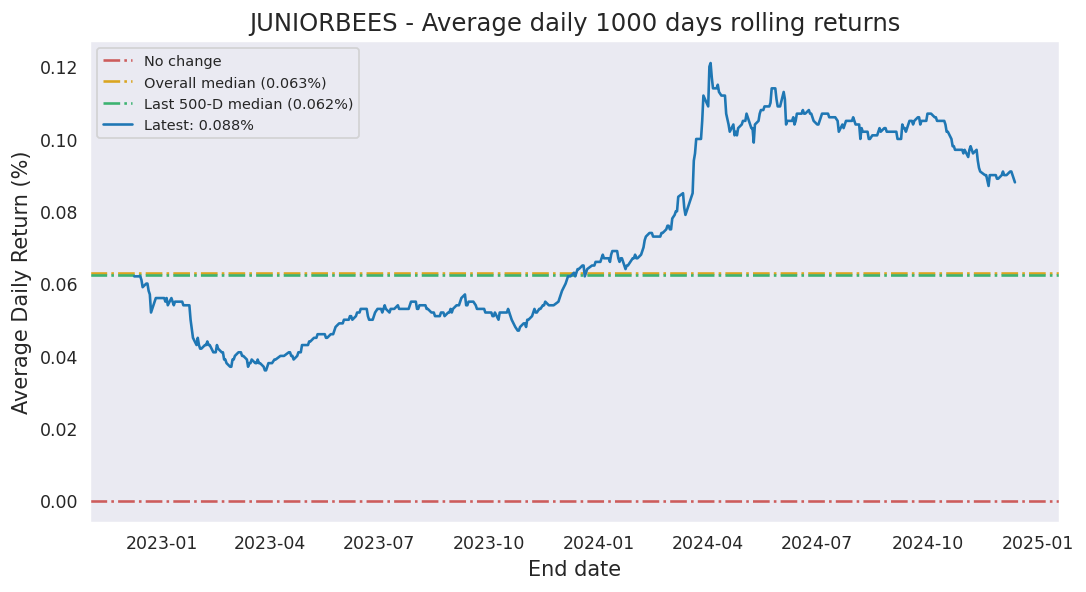 JUNIORBEES - Average daily 1000 days rolling returns
No change
Overall median (0.063%)
Last 500-D median (0.062%)
Latest: 0.088%
Average Daily Return (%)
0.12
0.10
0.08
0.06
0.04
0.02
0.00
2023-01 2023-04 2023-07 2023-10 2024-01 2024-04 2024-07 2024-10 2025-01
End date